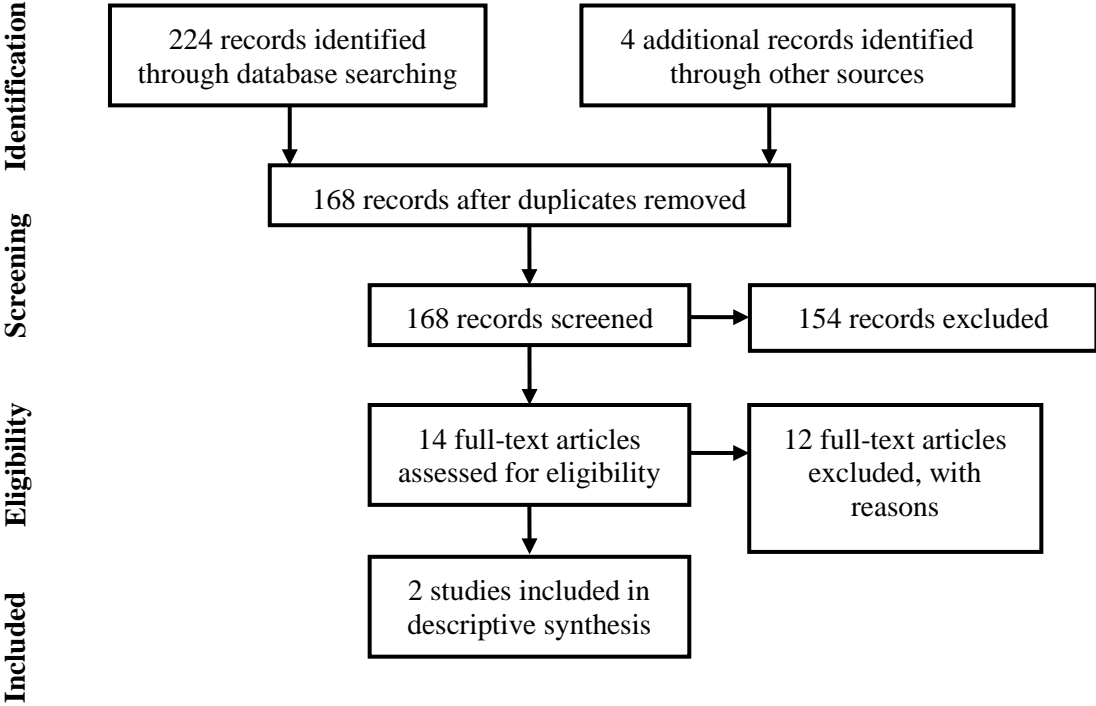 Identification
224 records identified
through database searching
4 additional records identified
through other sources
168 records after duplicates removed
Screening
168 records screened
154 records excluded
Eligibility
14 full-text articles
assessed for eligibility
12 full-text articles
excluded, with
reasons
Included
2 studies included in
descriptive synthesis